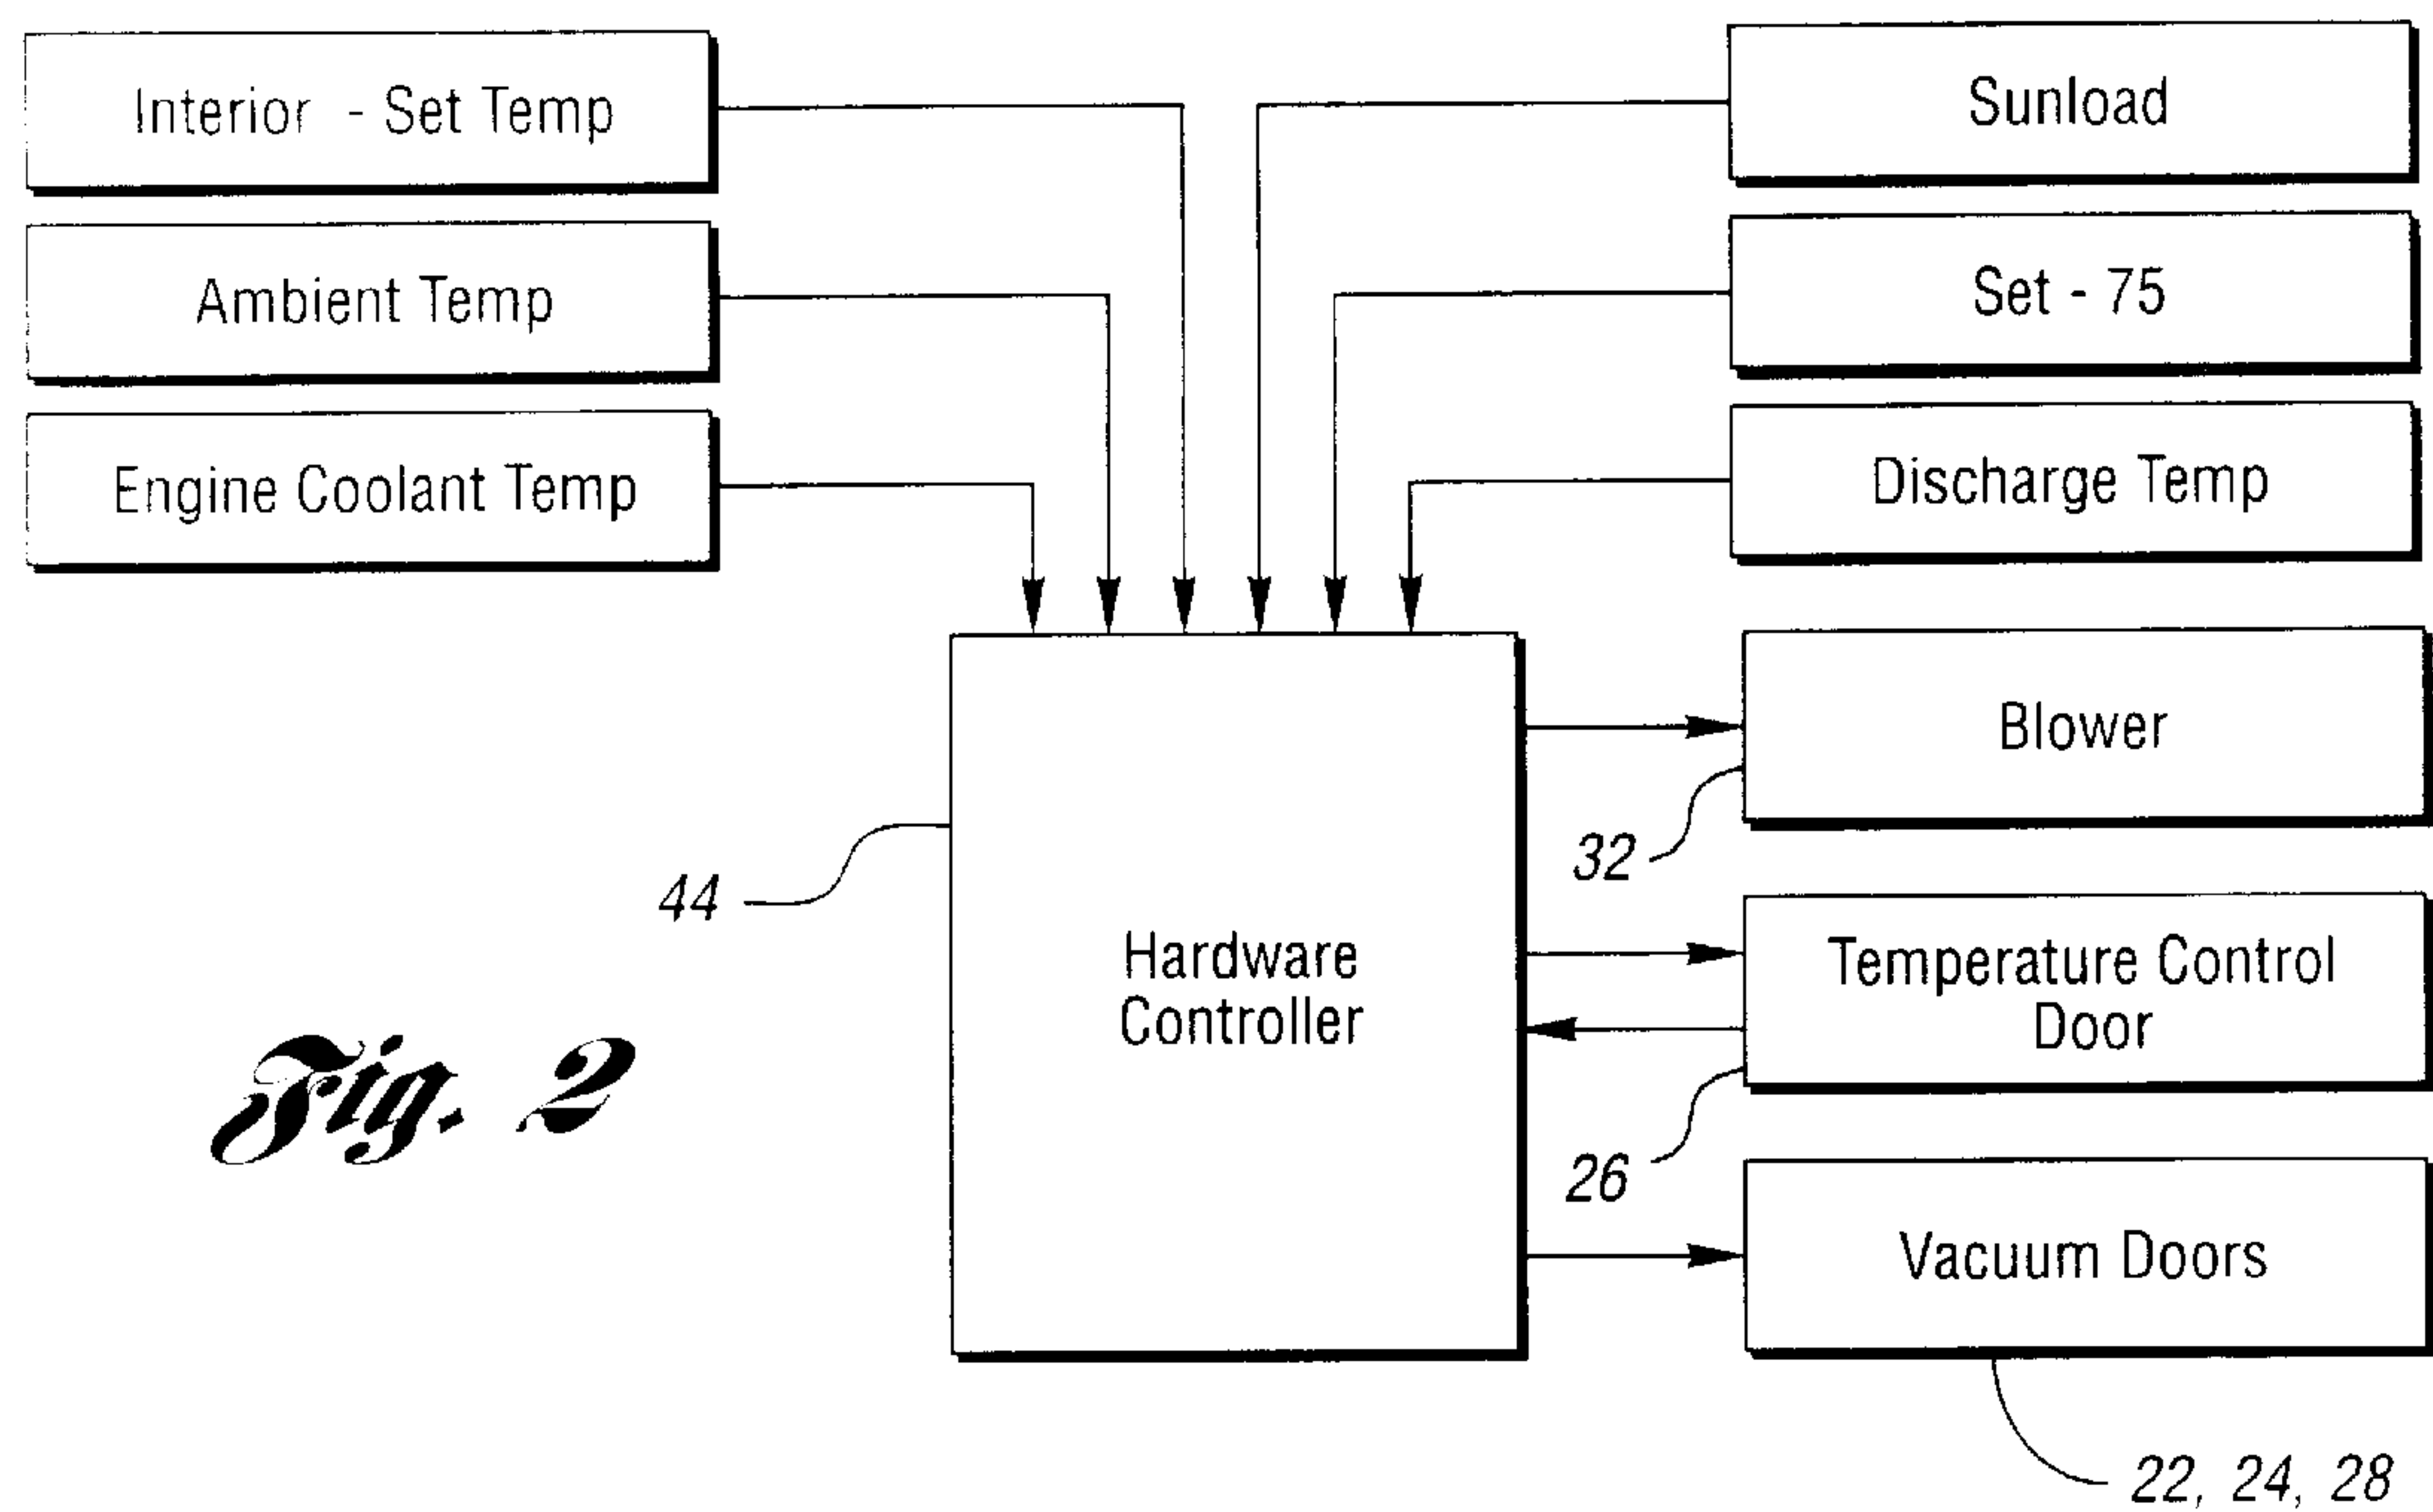 Interior - Set Temp
Ambient Temp
Engine Coolant Temp
Sunload
Set - 75
Discharge Temp
Hardware
Controller
44
Blower
32
Temperature Control
Door
26
Vacuum Doors
22, 24, 28
Fig. 2